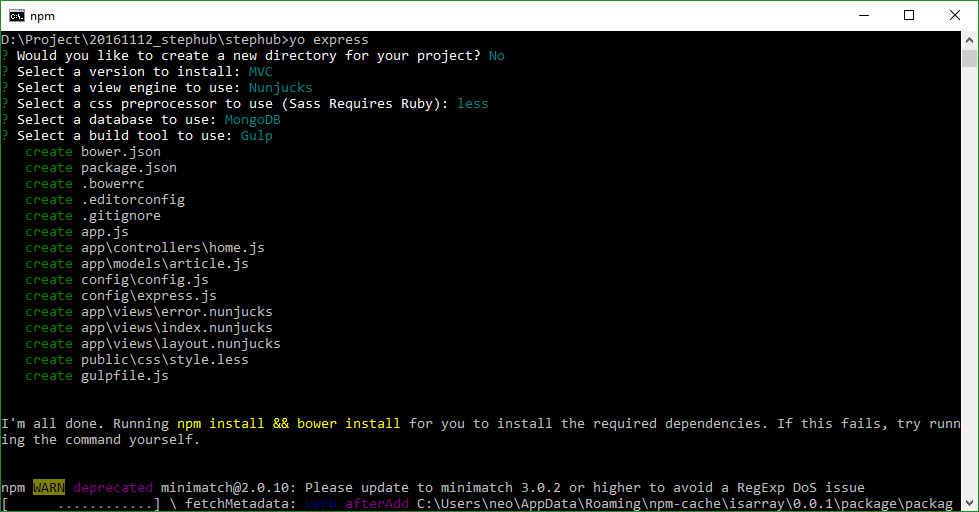 npm
D:\Project\20161112_stephub\stephub>yo express
? Would you like to create a new directory for your project? No
? Select a version to install: MVC
? Select a view engine to use: Nunjucks
? Select a css preprocessor to use (Sass Requires Ruby): less
? Select a database to use: MongoDB
? Select a build tool to use: Gulp
create bower.json
create package.json
create .bowerrc
create .editorconfig
create .gitignore
create app.js
create app\controllers\home.js
create app\models\article.js
create config\config.js
create config\express.js
create app\views\error.nunjucks
create app\views\index.nunjucks
create app\views\layout.nunjucks
create public\css\style.less
create gulpfile.js
I'm all done. Running npm install && bower install for you to install the required dependencies. If this fails, try runn
ing the command yourself.
npm WARN deprecated minimatch@2.0.10: Please update to minimatch 3.0.2 or higher to avoid a RegExp DoS issue
[      ............] \ fetchMetadata: verb afterAdd C:\Users\neo\AppData\Roaming\npm-cache\isarray\0.0.1\package\packag